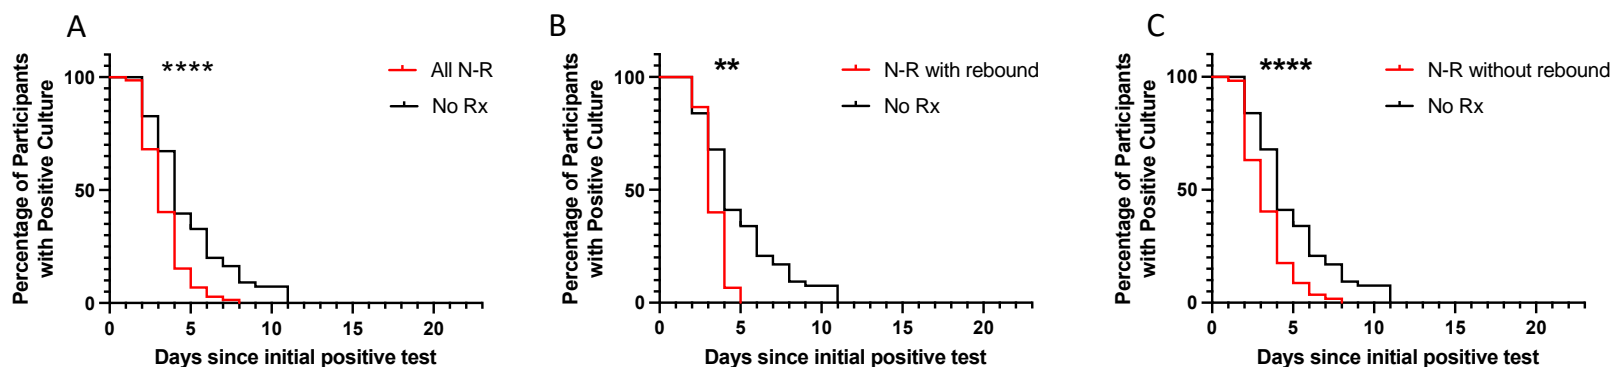 A
****
All N-R
No Rx
Percentage of Participants
with Positive Culture
100
50
0
0 5 10 15 20
Days since initial positive test
B
**
N-R with rebound
No Rx
Percentage of Participants
with Positive Culture
100
50
0
0 5 10 15 20
Days since initial positive test
C
****
N-R without rebound
No Rx
Percentage of Participants
with Positive Culture
100
50
0
0 5 10 15 20
Days since initial positive test